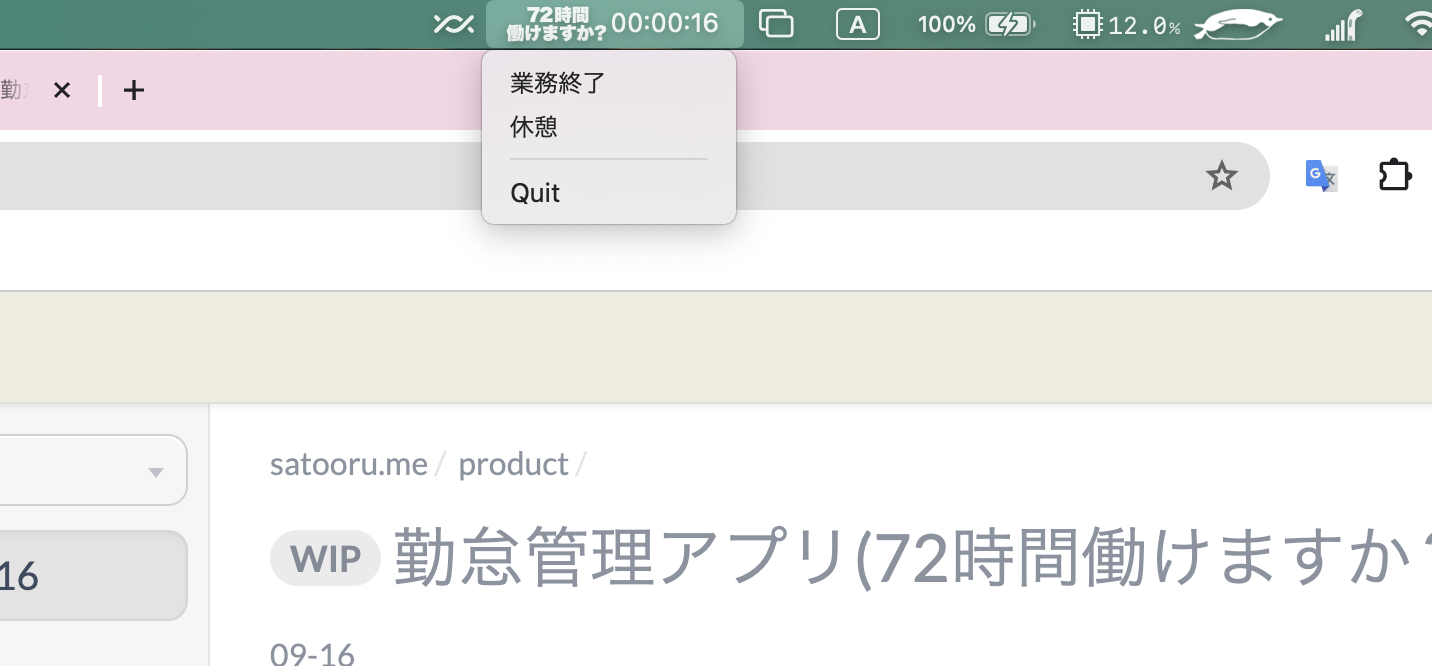 72時間
働けますか? 00:00:16
A
100%
12.0%
勤
業務終了
休憩
Quit
satooru.me / product /
16
WIP 勤怠管理アプリ(72時間働けますか
09-16